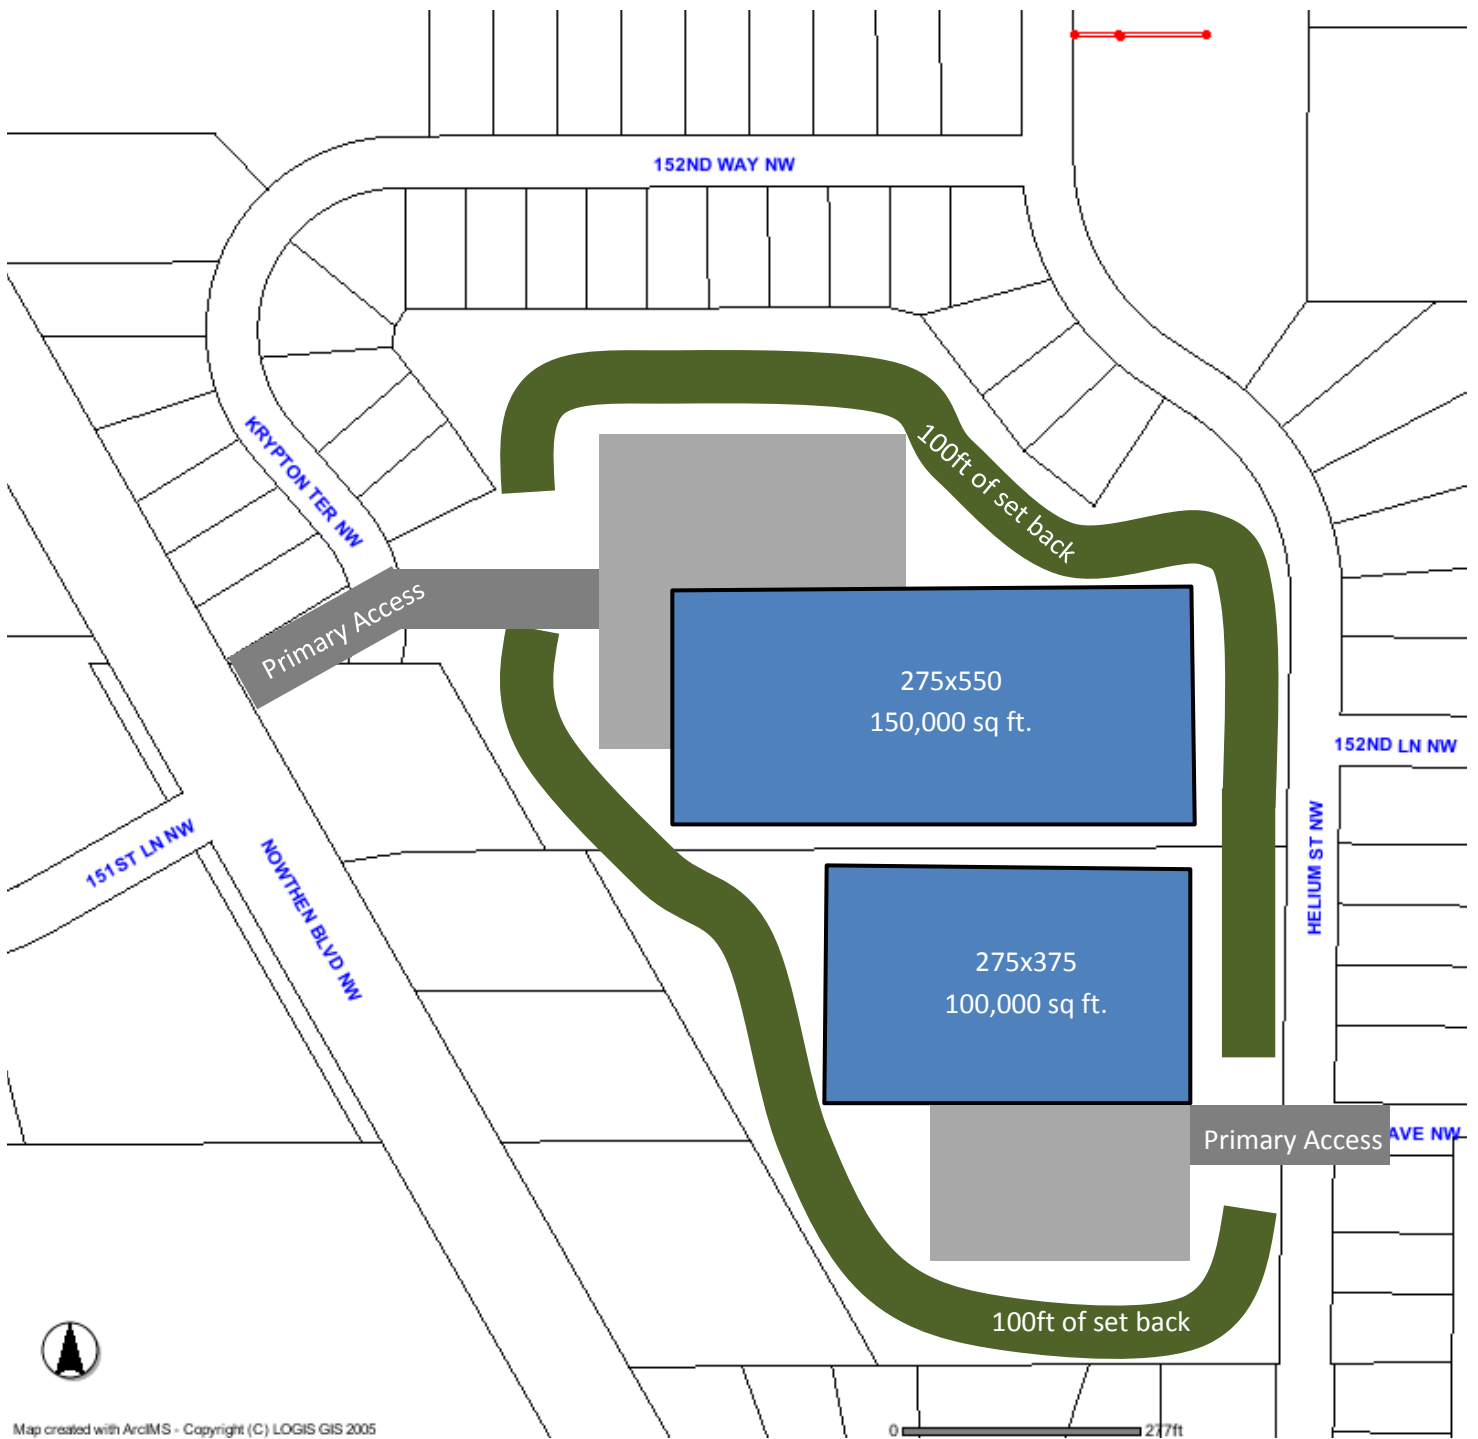 152ND WAY NW
KRYPTON TER NW
100ft of set back
Primary Access
275x550
150,000 sq ft.
152ND LN NW
151ST LN NW
NOWTHEN BLVD NW
HELIUM ST NW
275x375
100,000 sq ft.
Primary Access
AVE NW
100ft of set back
Map created with ArcIMS - Copyright (C) LOGIS GIS 2005
0 277ft